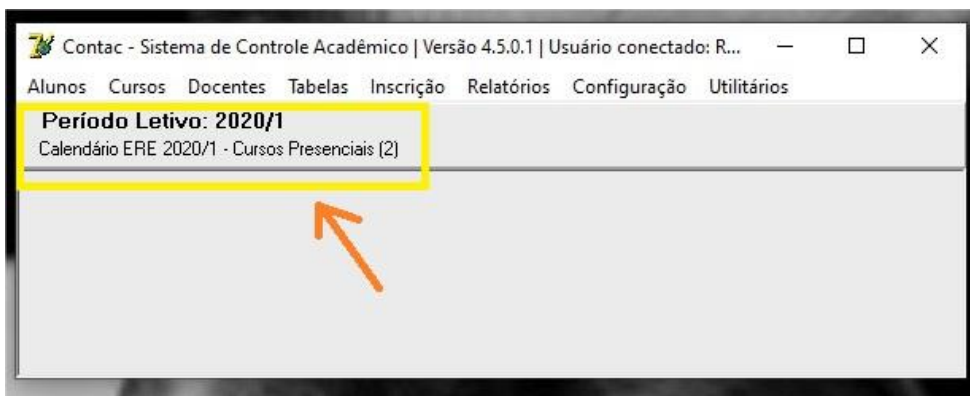 Contac - Sistema de Controle Acadêmico | Versão 4.5.0.1 | Usuário conectado: R...
Alunos Cursos Docentes Tabelas Inscrição Relatórios Configuração Utilitários
Período Letivo: 2020/1
Calendário ERE 2020/1 - Cursos Presenciais (2)